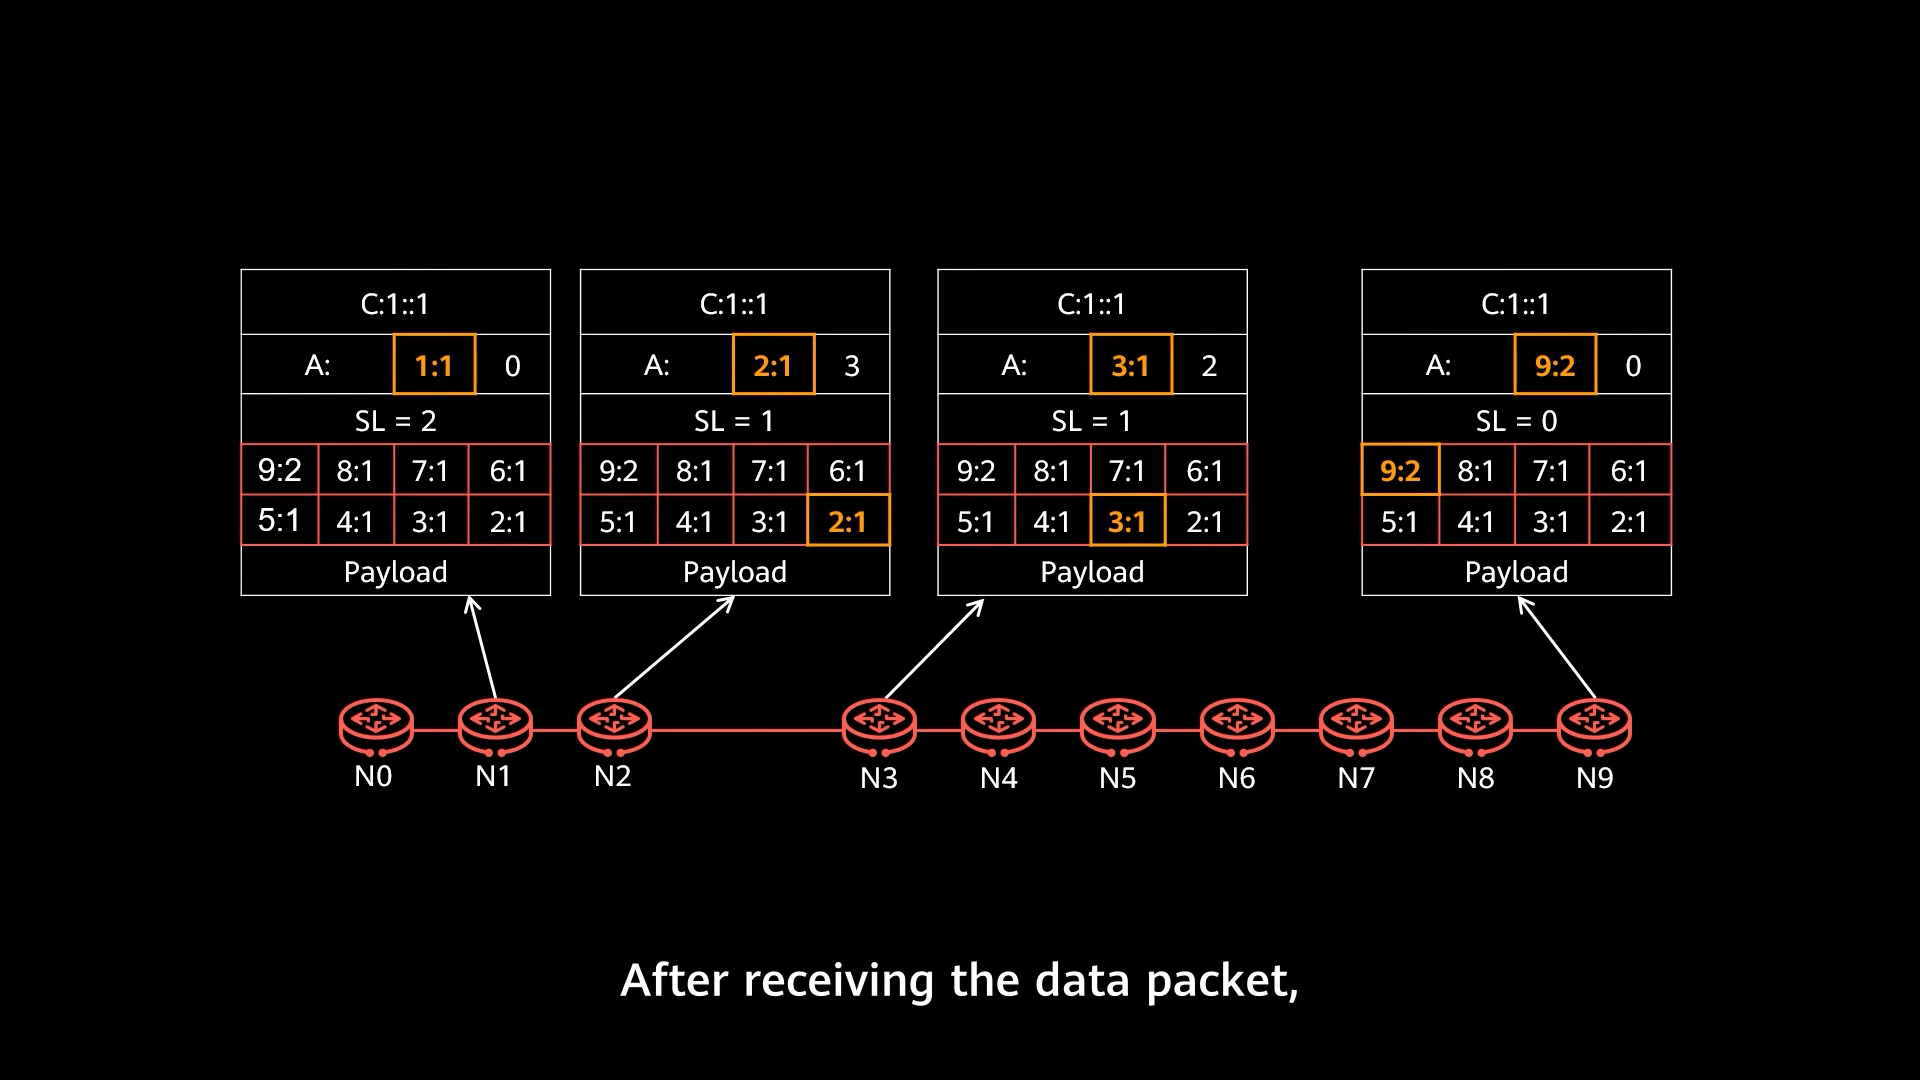 C:1::1 C:1::1 C:1::1 C:1::1
A: 1:1 0 A: 2:1 3 A: 3:1 2 A: 9:2 0
SL = 2 SL = 1 SL = 1 SL = 0
9:2 8:1 7:1 6:1 9:2 8:1 7:1 6:1 9:2 8:1 7:1 6:1 9:2 8:1 7:1 6:1
5:1 4:1 3:1 2:1 5:1 4:1 3:1 2:1 5:1 4:1 3:1 2:1 5:1 4:1 3:1 2:1
Payload Payload Payload Payload
N0 N1 N2 N3 N4 N5 N6 N7 N8 N9
After receiving the data packet,